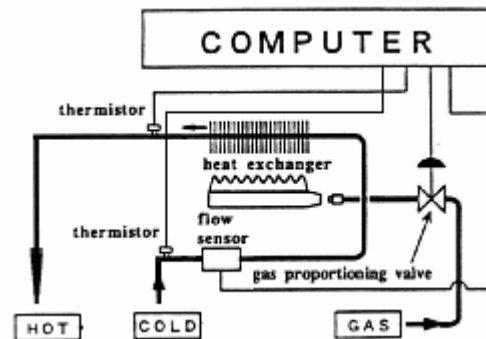 COMPUTER
thermistor
heat exchanger
flow
sensor
thermistor
gas proportioning valve
HOT
COLD
GAS